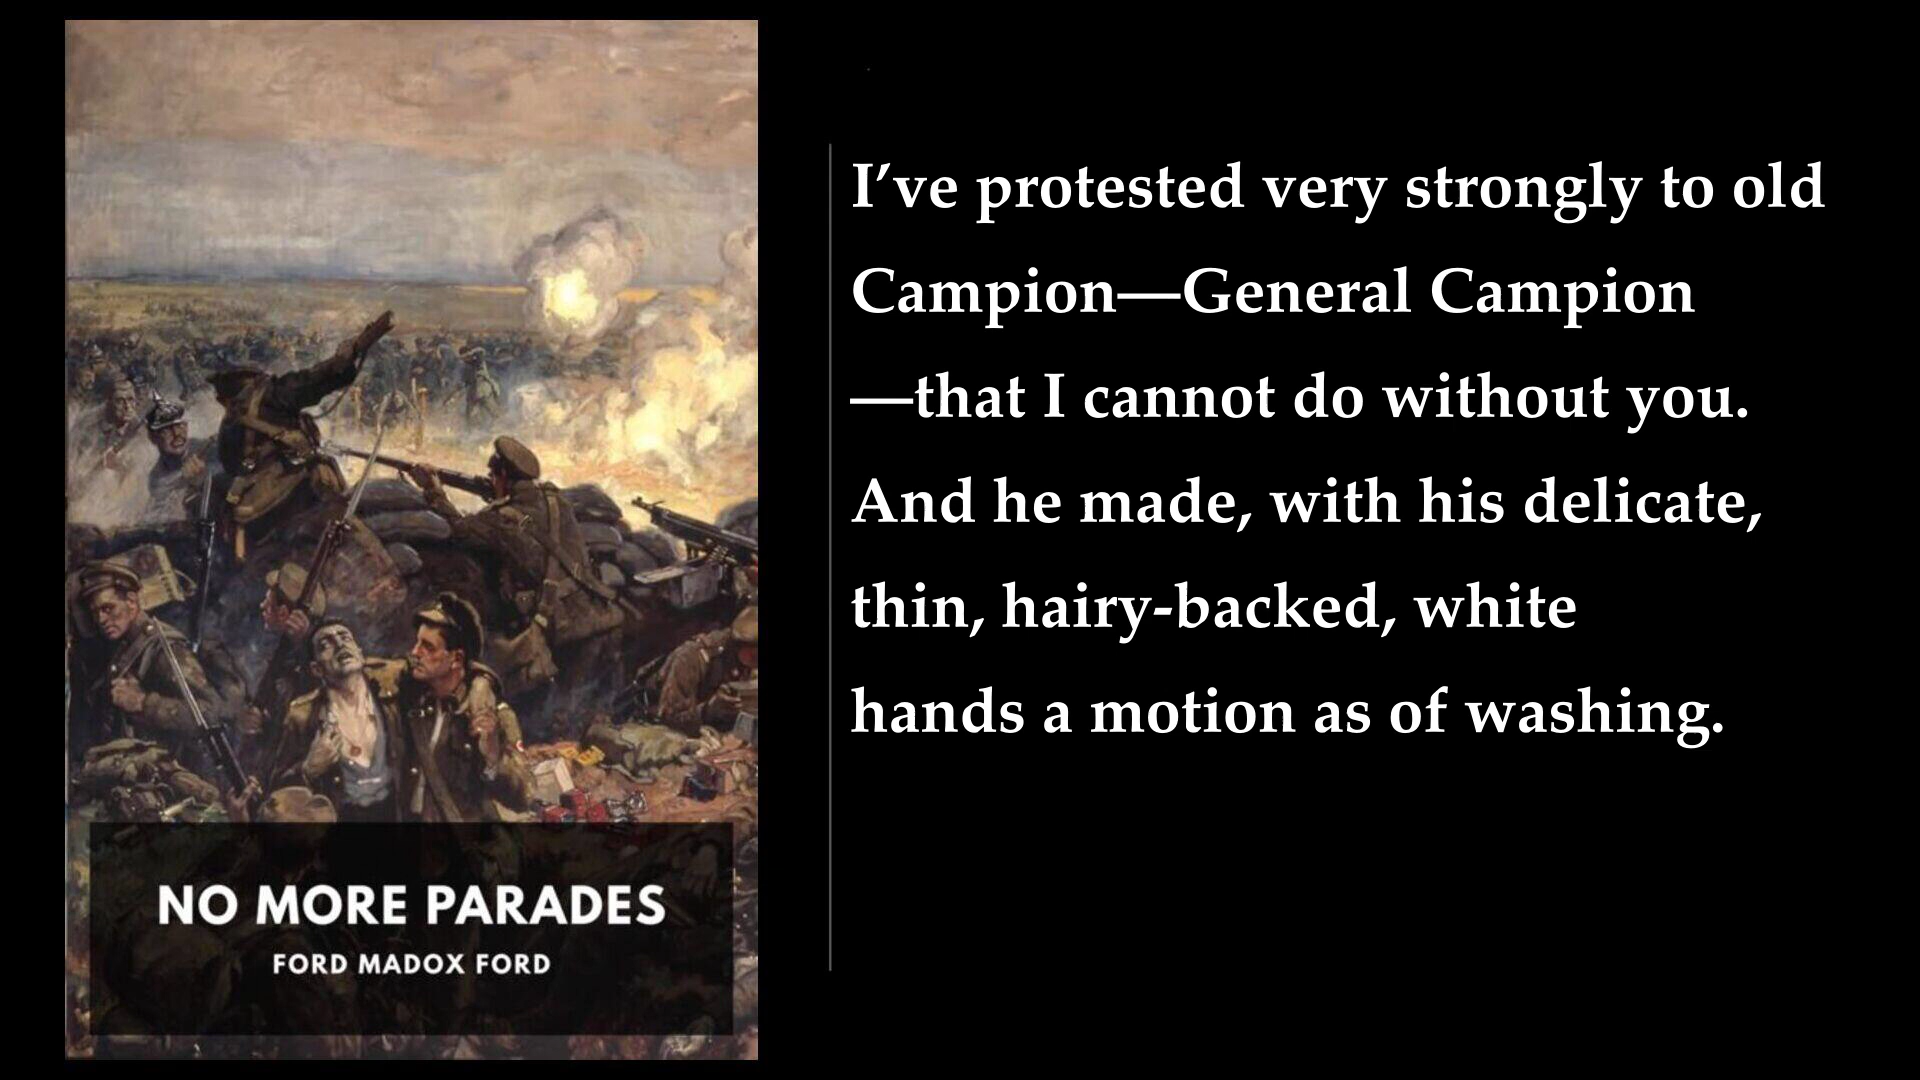 I’ve protested very strongly to old
Campion—General Campion
—that I cannot do without you.
And he made, with his delicate,
thin, hairy-backed, white
hands a motion as of washing.
NO MORE PARADES
FORD MADOX FORD